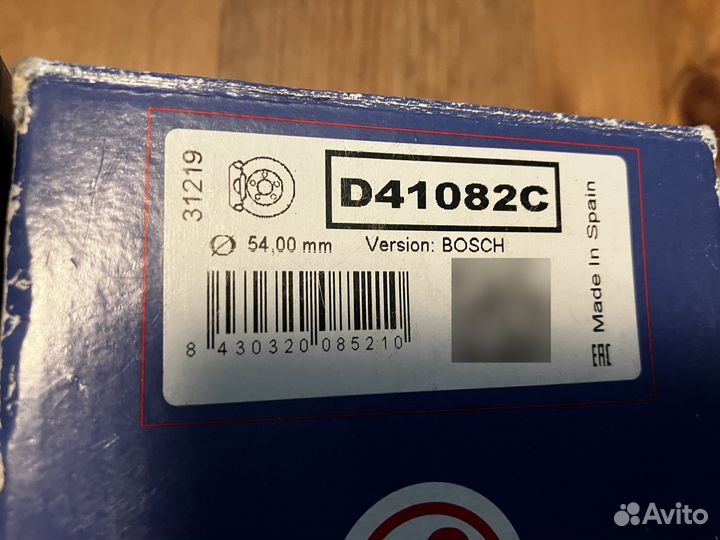 31219
D41082C
Ø 54,00 mm
Version: BOSCH
8 430320 085210
Made In Spain
EAC
Avito